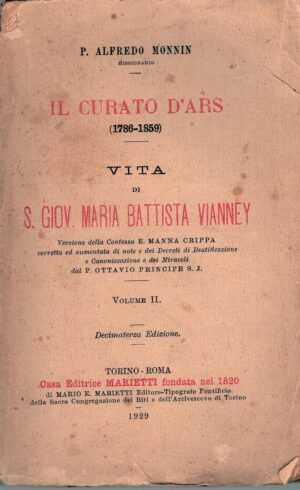 P. ALFREDO MONNIN
MISSIONARIO
IL CURATO D'ARS
(1786-1859)
VITA
DI
S. GIOV. MARIA BATTISTA VIANNEY
Versione della Contessa E. MANNA CRIPPA
corretta ed aumentata di note e dei Decreti di Beatificazione
e Canonizzazione e dei Miracoli
dal P. OTTAVIO PRINCIPE S. J.
VOLUME II.
Decimaterza Edizione.
TORINO-ROMA
Casa Editrice MARIETTI fondata nel 1820
di MARIO E. MARIETTI Editore-Tipografo Pontificio
della Sacra Congregazione dei Riti e dell'Arcivescovo di Torino
1929